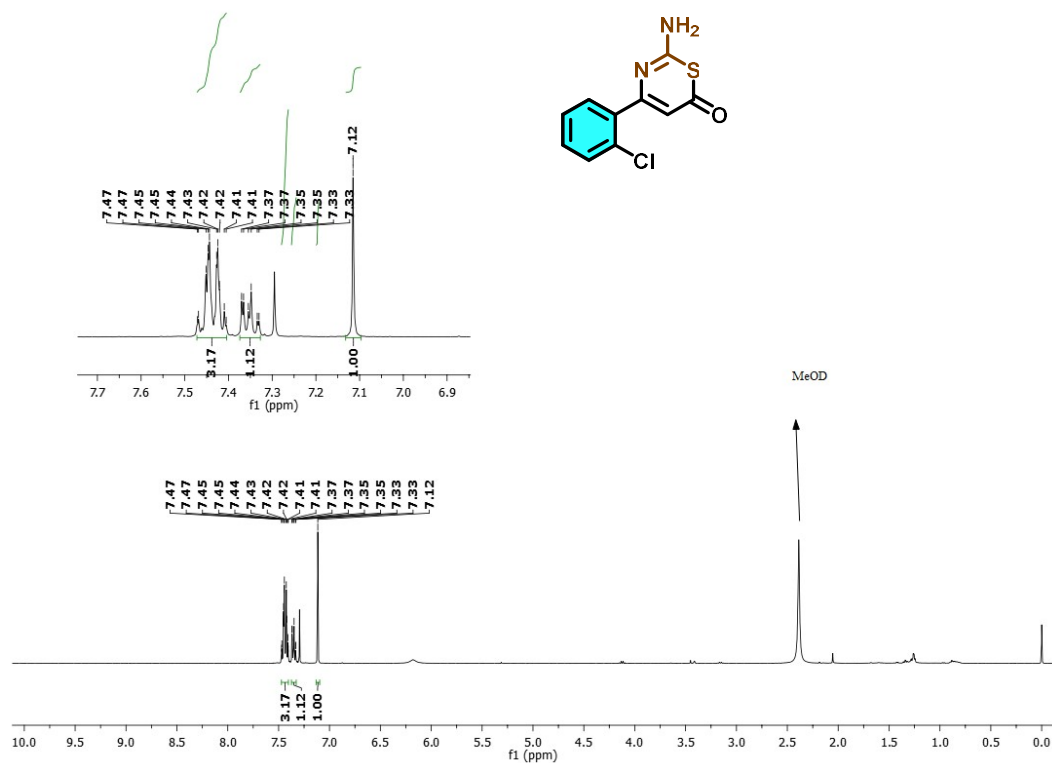 NH₂
N
S
O
Cl
7.47 7.47 7.45 7.45 7.44 7.43 7.42 7.42 7.41 7.41 7.37 7.37 7.35 7.35 7.33 7.33 7.12
3.17 1.12 1.00
7.7 7.6 7.5 7.4 7.3 7.2 7.1 7.0 6.9
f1 (ppm)
MeOD
7.47 7.47 7.45 7.45 7.44 7.43 7.42 7.42 7.41 7.41 7.37 7.37 7.35 7.35 7.33 7.33 7.12
3.17 1.12 1.00
10.0 9.5 9.0 8.5 8.0 7.5 7.0 6.5 6.0 5.5 5.0 4.5 4.0 3.5 3.0 2.5 2.0 1.5 1.0 0.5 0.0
f1 (ppm)